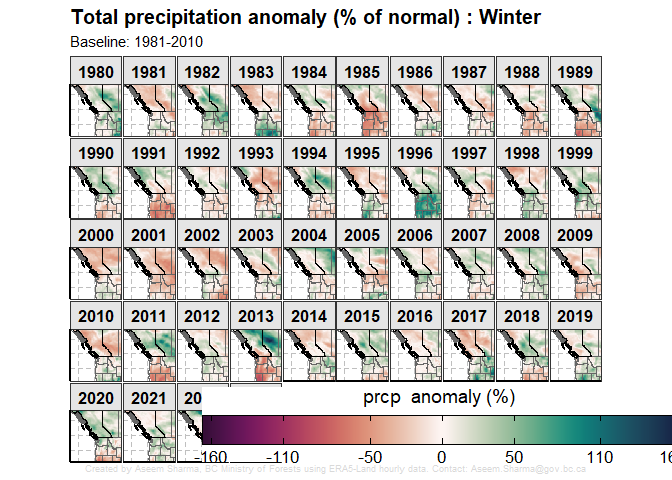 Total precipitation anomaly (% of normal) : Winter
Baseline: 1981-2010
1980 1981 1982 1983 1984 1985 1986 1987 1988 1989
1990 1991 1992 1993 1994 1995 1996 1997 1998 1999
2000 2001 2002 2003 2004 2005 2006 2007 2008 2009
2010 2011 2012 2013 2014 2015 2016 2017 2018 2019
2020 2021 20
prcp anomaly (%)
-160 -110 -50 0 50 110 16
Created by Aseem Sharma, BC Ministry of Forests using ERA5-Land hourly data. Contact: Aseem.Sharma@gov.bc.ca